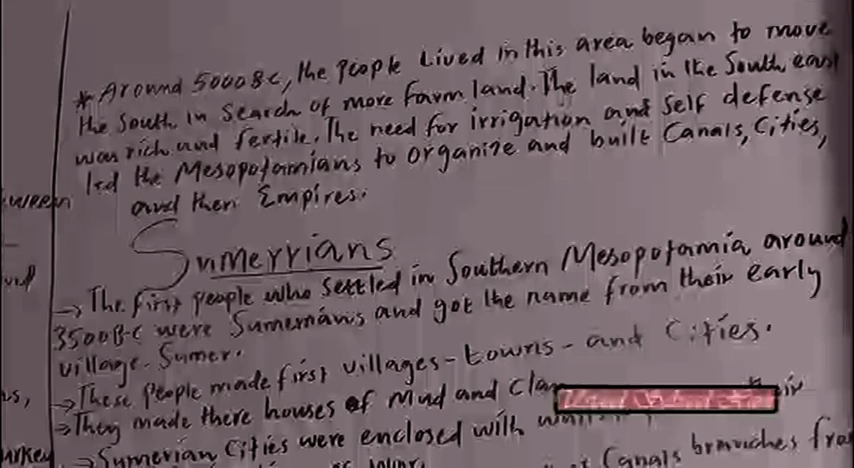 * Around 5000 BC, the people Lived in this area began to move
the South in search of more farm land. The land in the South east
was rich and fertile. The need for irrigation and self defense
led the Mesopotamians to organize and built Canals, Cities,
and then Empires.
Sumerrians
→ The first people who settled in Southern Mesopotamia around
3500 B-C were Sumerians and got the name from their early
village. Sumer.
→ These people made first villages - towns - and Cities.
→ They made there houses of Mud and
→ Sumerian Cities were enclosed with
Canals branches from